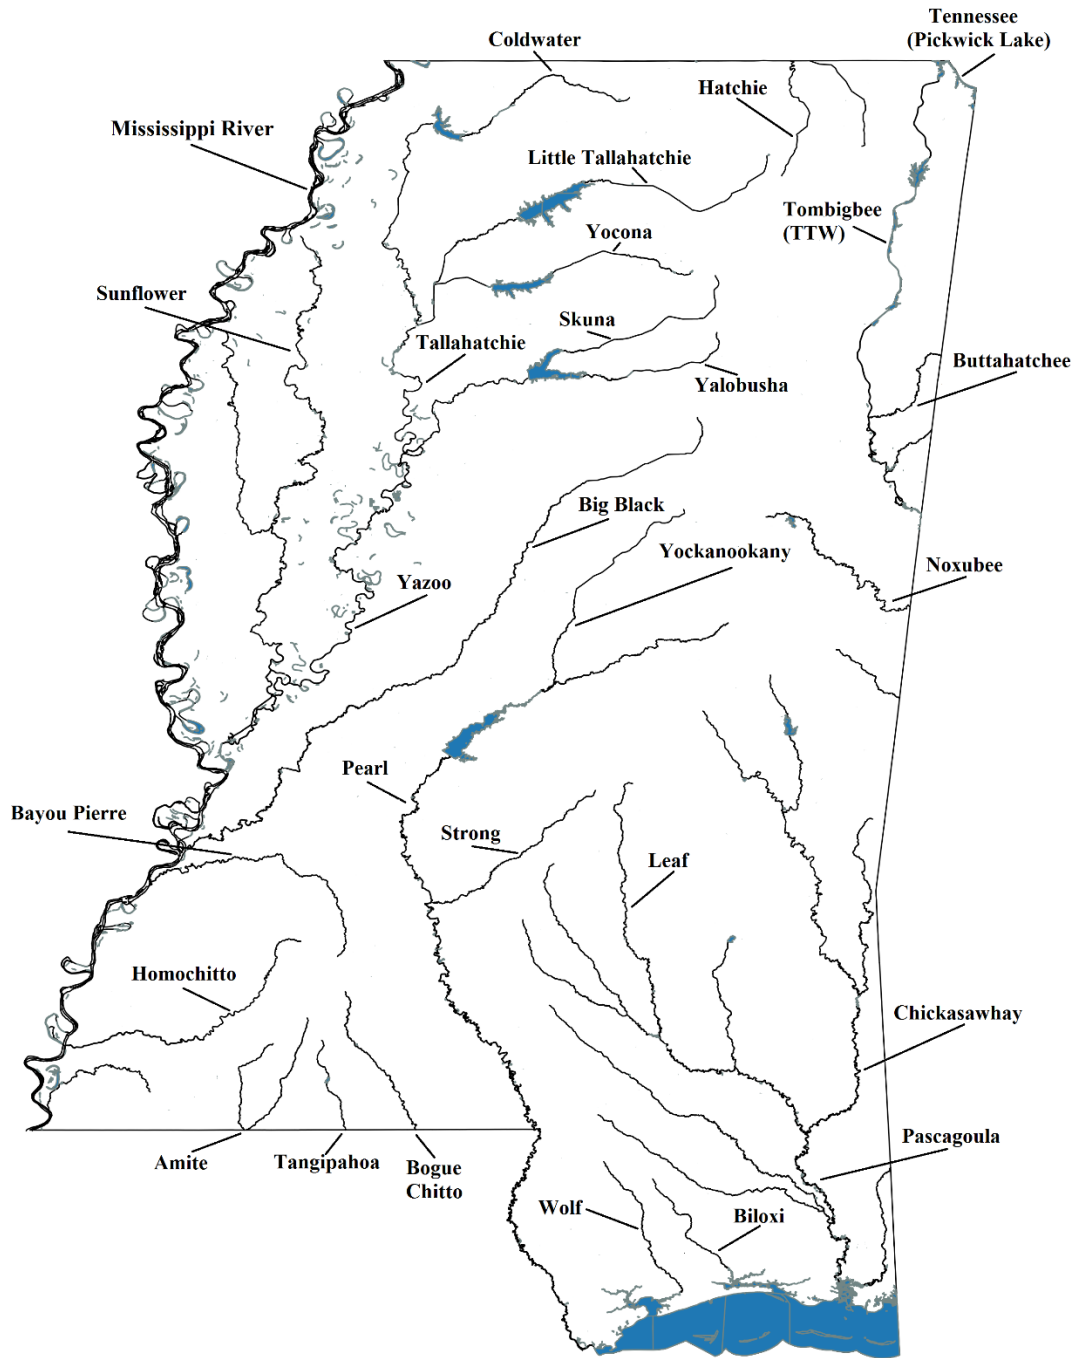 Tennessee
(Pickwick Lake)
Coldwater
Hatchie
Mississippi River
Little Tallahatchie
Tombigbee
(TTW)
Yocona
Sunflower
Skuna
Tallahatchie
Buttahatchee
Yalobusha
Big Black
Yockanookany
Noxubee
Yazoo
Pearl
Bayou Pierre
Strong
Leaf
Homochitto
Chickasawhay
Pascagoula
Amite
Tangipahoa
Bogue
Chitto
Wolf
Biloxi